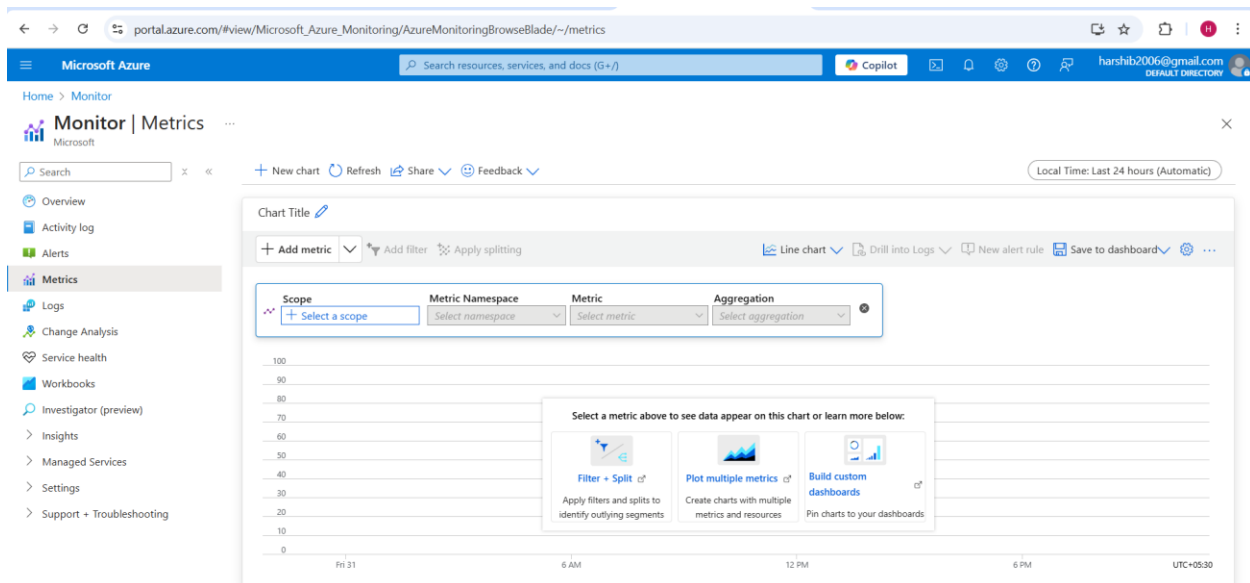 portal.azure.com/#view/Microsoft_Azure_Monitoring/AzureMonitoringBrowseBlade/~/metrics
H
Microsoft Azure
Search resources, services, and docs (G+/)
Copilot
harshib2006@gmail.com
DEFAULT DIRECTORY
Home > Monitor
Monitor | Metrics ...
Microsoft
Search
+ New chart Refresh Share Feedback
Local Time: Last 24 hours (Automatic)
Overview
Activity log
Alerts
Metrics
Logs
Change Analysis
Service health
Workbooks
Investigator (preview)
> Insights
> Managed Services
> Settings
> Support + Troubleshooting
Chart Title
+ Add metric Add filter Apply splitting
Line chart Drill into Logs New alert rule Save to dashboard ...
Scope Metric Namespace Metric Aggregation
+ Select a scope Select namespace Select metric Select aggregation
100
90
80
70
60
50
40
30
20
10
0
Select a metric above to see data appear on this chart or learn more below:
Filter + Split
Apply filters and splits to
identify outlying segments
Plot multiple metrics
Create charts with multiple
metrics and resources
Build custom
dashboards
Pin charts to your dashboards
Fri 31 6 AM 12 PM 6 PM UTC+05:30